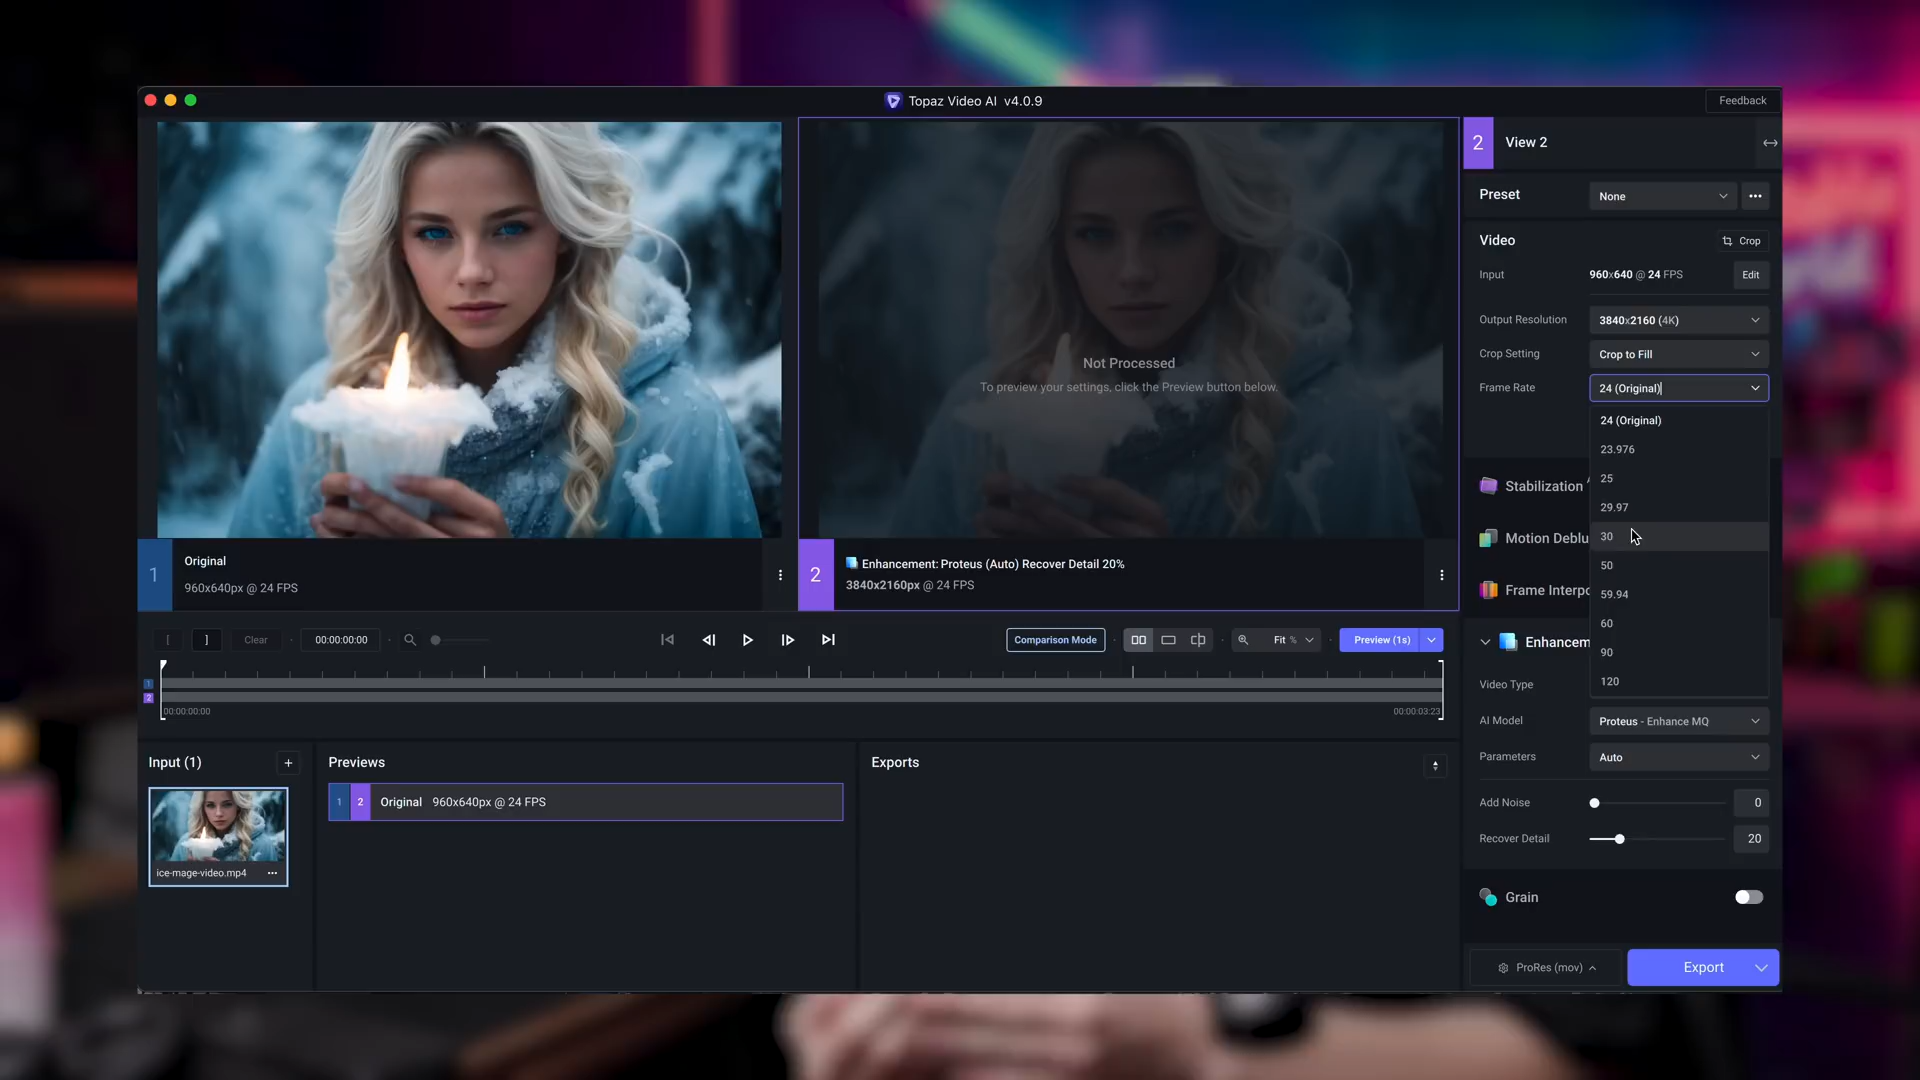 Topaz Video AI v4.0.9
Feedback
2
View 2
Preset
None
Video
Crop
Input
960x640 @ 24 FPS
Edit
Output Resolution
3840x2160 (4K)
Crop Setting
Crop to Fill
Frame Rate
24 (Original)
24 (Original)
23.976
25
29.97
30
50
59.94
60
90
120
Stabilization
Motion Deblu
Frame Interpo
Enhancem
Video Type
AI Model
Proteus - Enhance MQ
Parameters
Auto
Add Noise
0
Recover Detail
20
Grain
ProRes (mov)
Export
Not Processed
To preview your settings, click the Preview button below.
1
Original
960x640px @ 24 FPS
2
Enhancement: Proteus (Auto) Recover Detail 20%
3840x2160px @ 24 FPS
[
]
Clear
00:00:00:00
Comparison Mode
Fit %
Preview (1s)
1
2
00:00:00:00
00:00:03:23
Input (1)
+
ice-mage-video.mp4
Previews
1 2 Original 960x640px @ 24 FPS
Exports